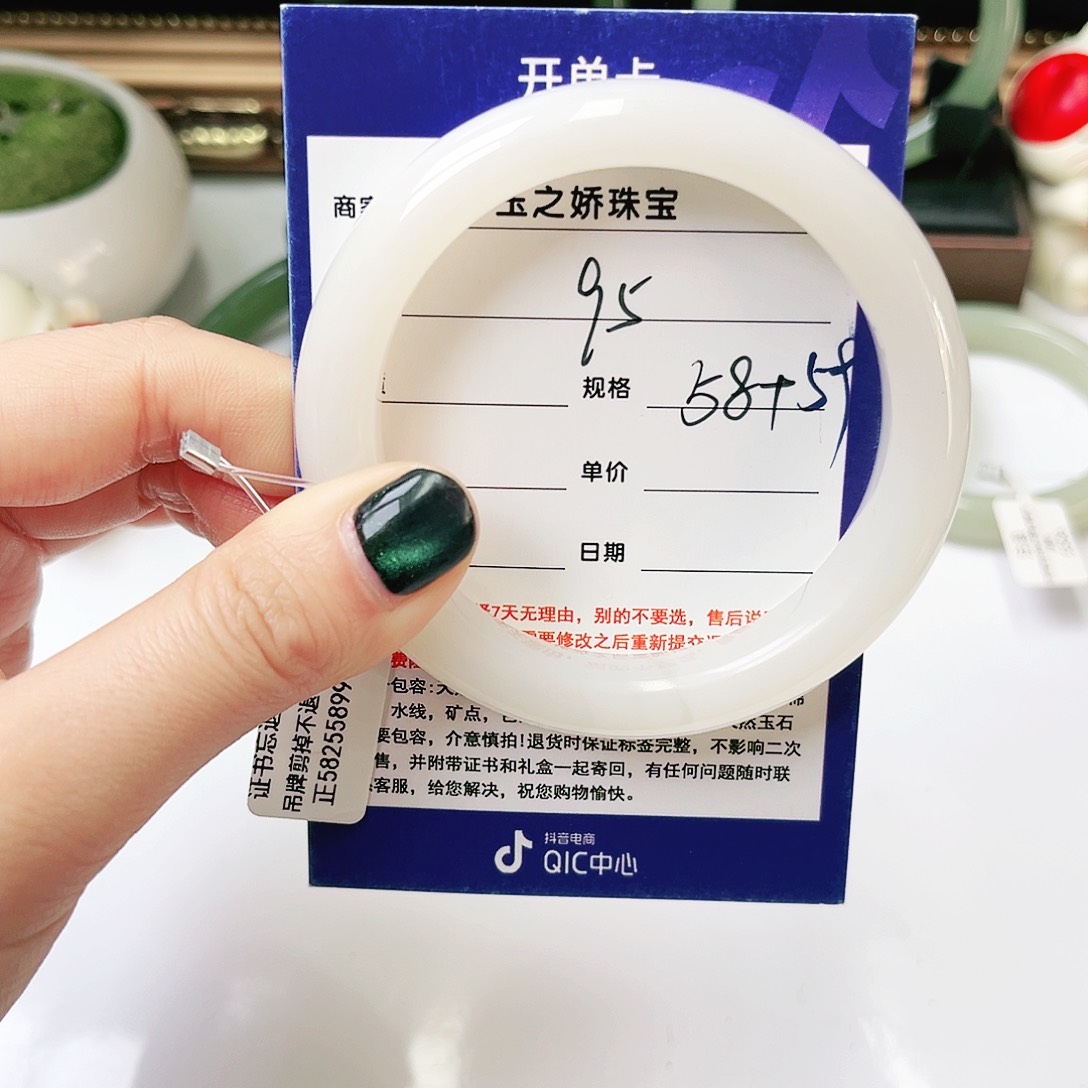 开单卡
商家
玉之娇珠宝
95
规格 58+59
单价
日期
7天无理由，别的不要选，售后说
需要修改之后重新提交
费
包容:天
水线，矿点，
然玉石
要包容，介意慎拍!退货时保证标签完整，不影响二次
售，并附带证书和礼盒一起寄回，有任何问题随时联
客服，给您解决，祝您购物愉快。
抖音电商
QIC中心
证书忘退
吊牌剪掉不退
正58255899